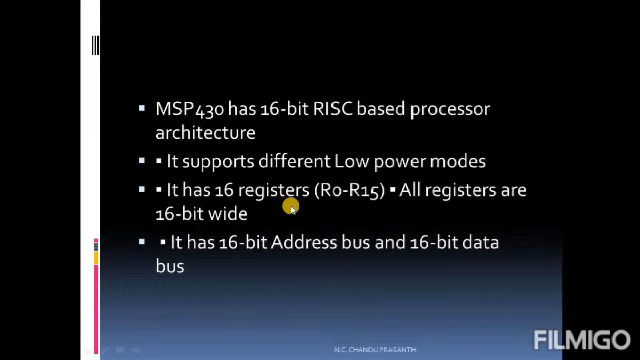 ▪ MSP430 has 16-bit RISC based processor
architecture
▪ ▪ It supports different Low power modes
▪ ▪ It has 16 registers (R0-R15) ▪ All registers are
16-bit wide
▪ ▪ It has 16-bit Address bus and 16-bit data
bus
N.C. CHANDU PRASANTH
FILMIGO